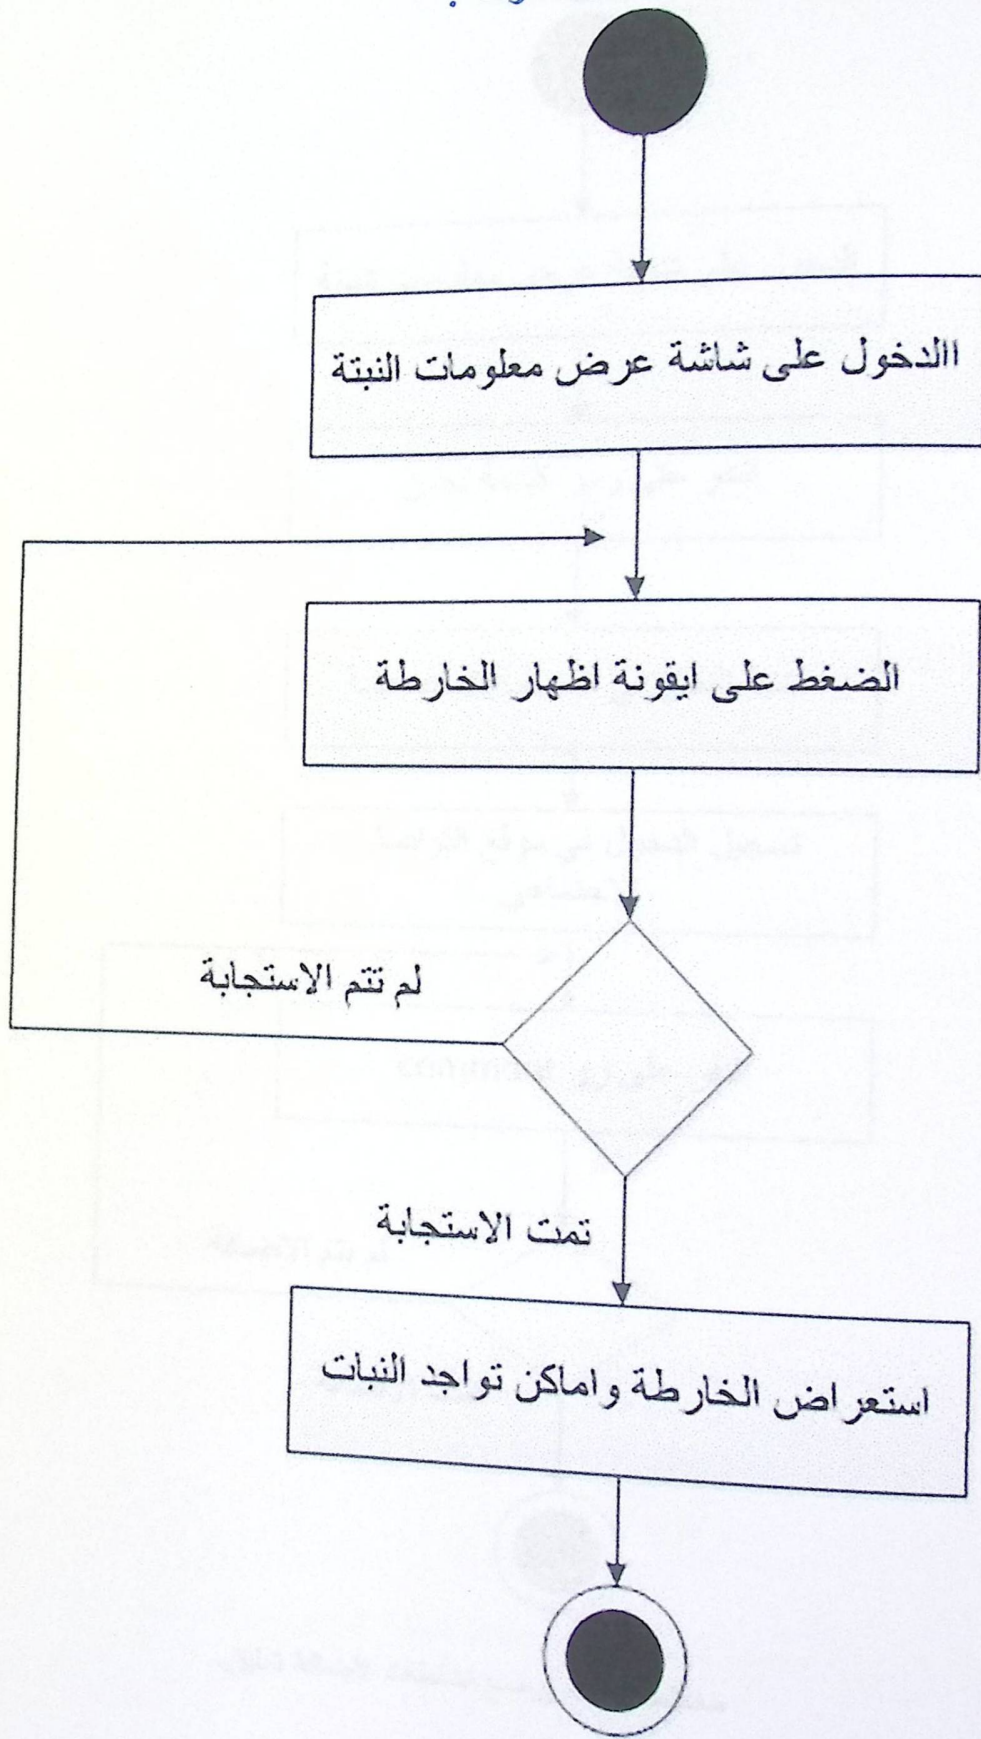 االدخول على شاشة عرض معلومات النبتة
الضغط على ايقونة اظهار الخارطة
لم تتم الاستجابة
تمت الاستجابة
استعراض الخارطة واماكن تواجد النبات